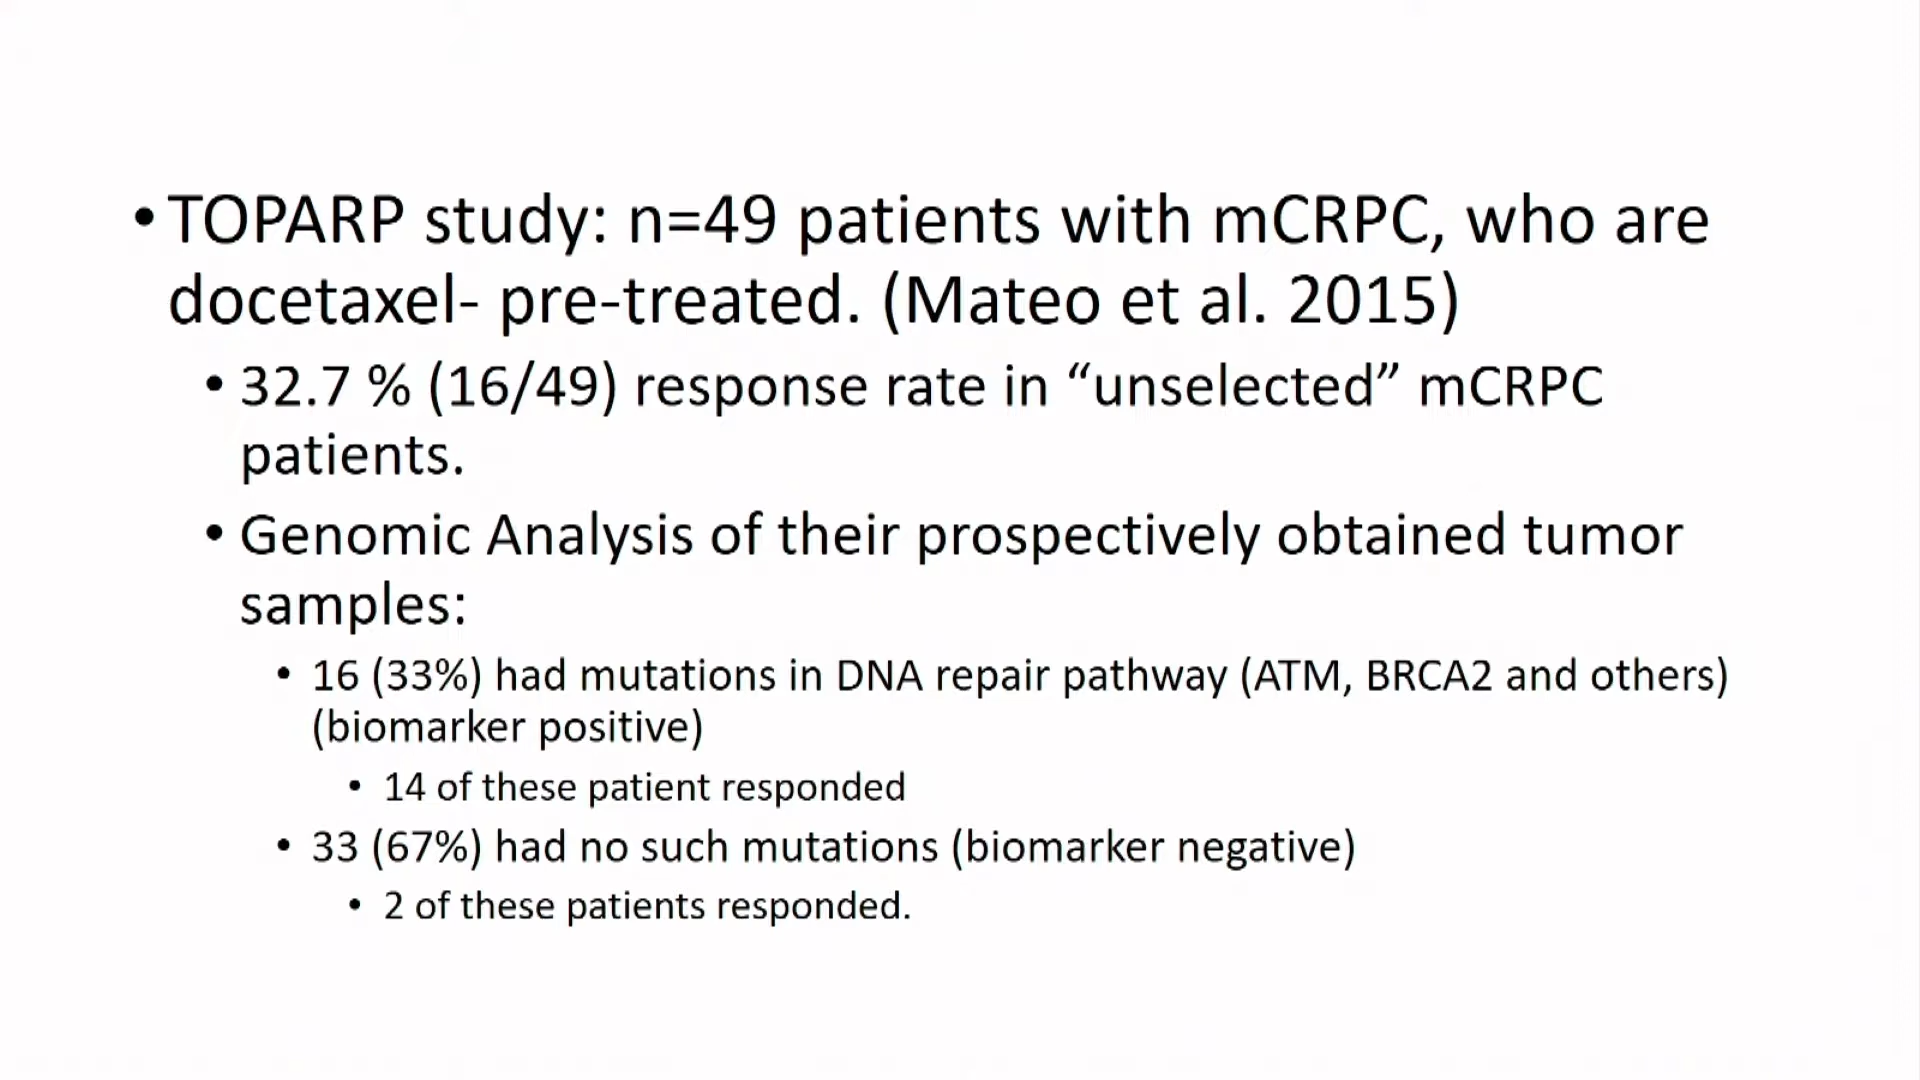 • TOPARP study: n=49 patients with mCRPC, who are
docetaxel- pre-treated. (Mateo et al. 2015)
• 32.7 % (16/49) response rate in “unselected” mCRPC
patients.
• Genomic Analysis of their prospectively obtained tumor
samples:
• 16 (33%) had mutations in DNA repair pathway (ATM, BRCA2 and others)
(biomarker positive)
• 14 of these patient responded
• 33 (67%) had no such mutations (biomarker negative)
• 2 of these patients responded.